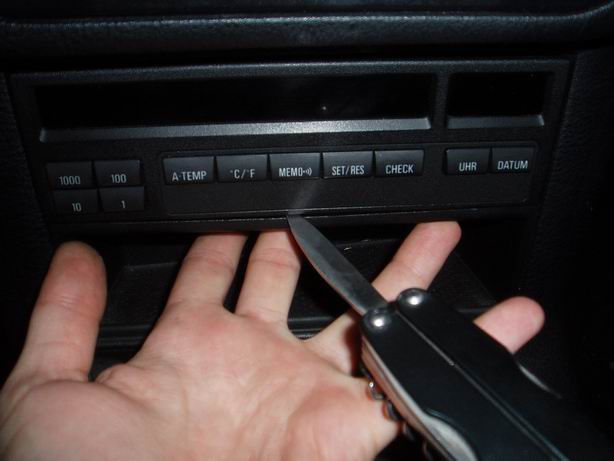 1000 100
10 1
A·TEMP °C/°F MEMO·))) SET/RES CHECK
UHR DATUM